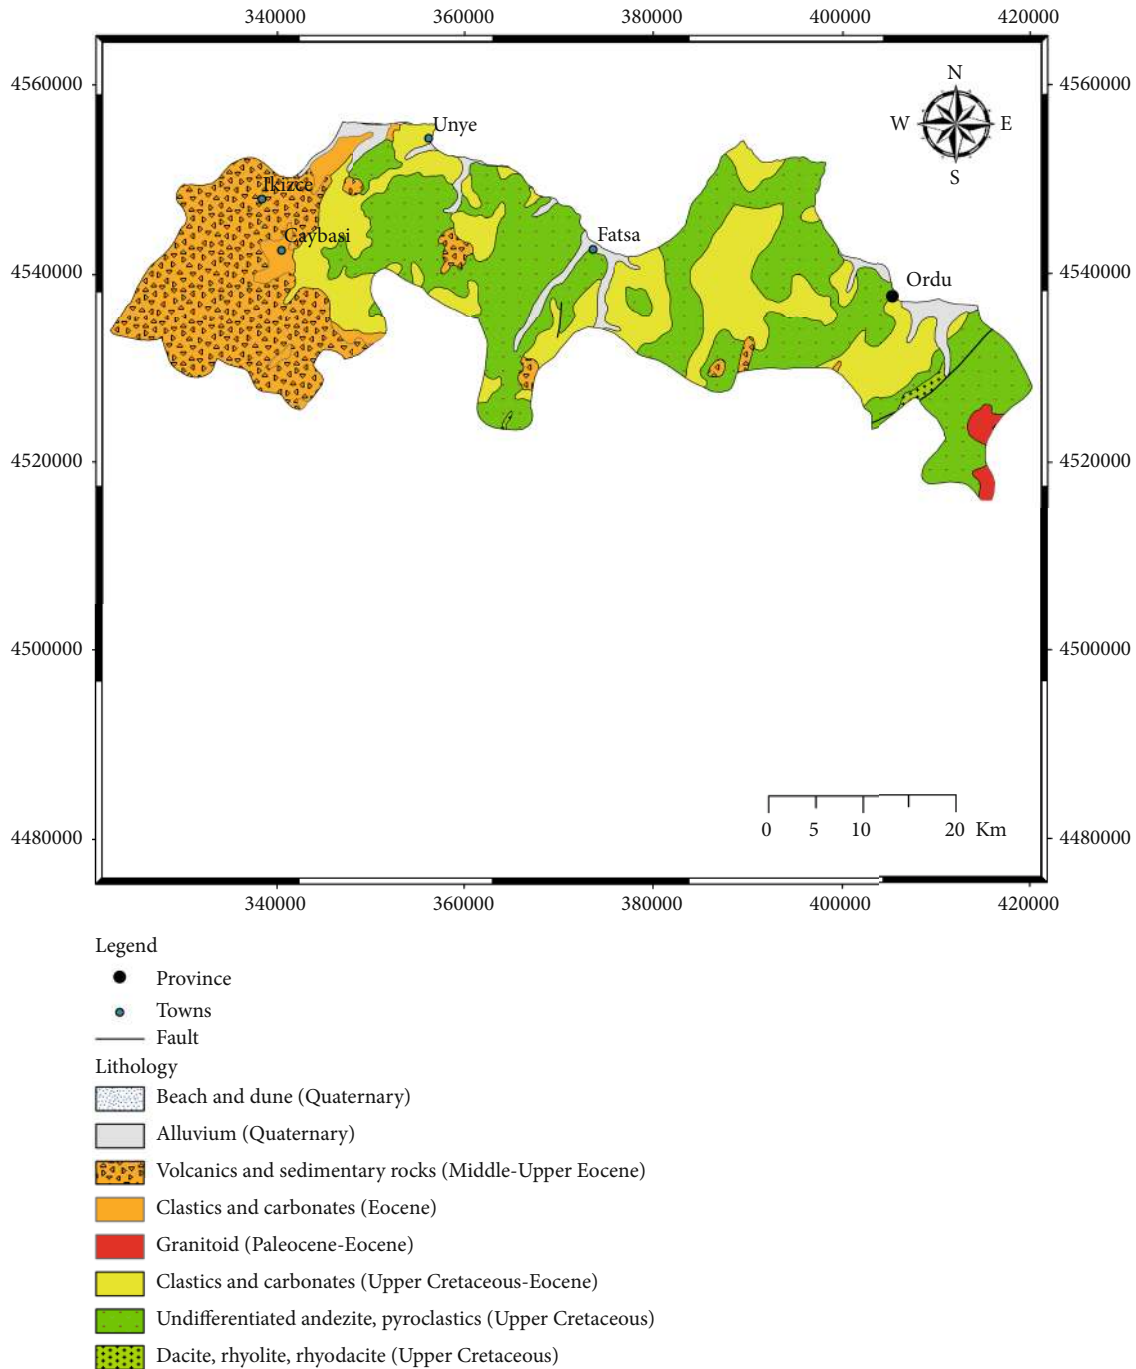 340000 360000 380000 400000 420000
4560000 4560000
N
W E
S
Unye
Ikizce
Caybasi
Fatsa
4540000 4540000
Ordu
4520000 4520000
4500000 4500000
0 5 10 20 Km
4480000 4480000
340000 360000 380000 400000 420000
Legend
Province
Towns
Fault
Lithology
Beach and dune (Quaternary)
Alluvium (Quaternary)
Volcanics and sedimentary rocks (Middle-Upper Eocene)
Clastics and carbonates (Eocene)
Granitoid (Paleocene-Eocene)
Clastics and carbonates (Upper Cretaceous-Eocene)
Undifferentiated andezite, pyroclastics (Upper Cretaceous)
Dacite, rhyolite, rhyodacite (Upper Cretaceous)